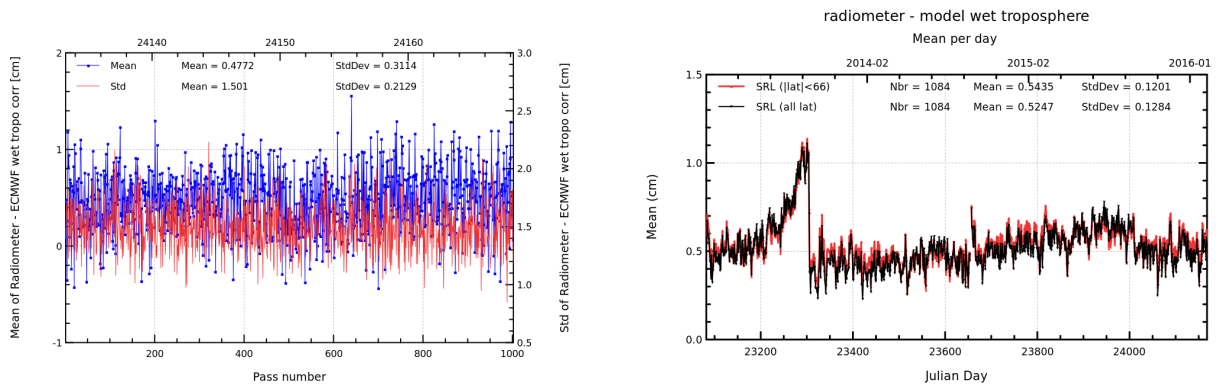 24140 24150 24160
2 3.0
Mean Mean = 0.4772 StdDev = 0.3114
Std Mean = 1.501 StdDev = 0.2129
2.5
1 2.0
1.5
0
1.0
-1 0.5
200 400 600 800 1000
Pass number
Mean of Radiometer - ECMWF wet tropo corr [cm]
Std of Radiometer - ECMWF wet tropo corr [cm]
radiometer - model wet troposphere
Mean per day
2014-02 2015-02 2016-01
1.5
SRL (|lat|<66) Nbr = 1084 Mean = 0.5435 StdDev = 0.1201
SRL (all lat) Nbr = 1084 Mean = 0.5247 StdDev = 0.1284
1.0
0.5
0.0
23200 23400 23600 23800 24000
Julian Day
Mean (cm)